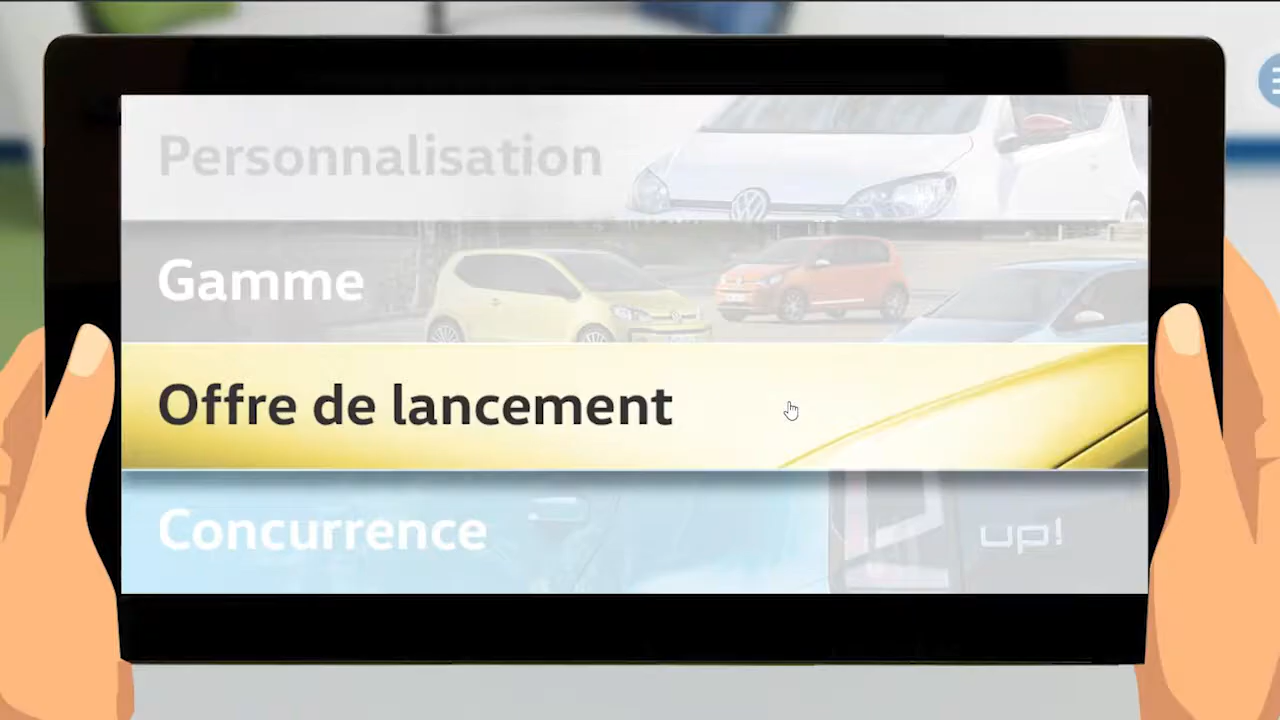 Personnalisation
Gamme
Offre de lancement
Concurrence
up!